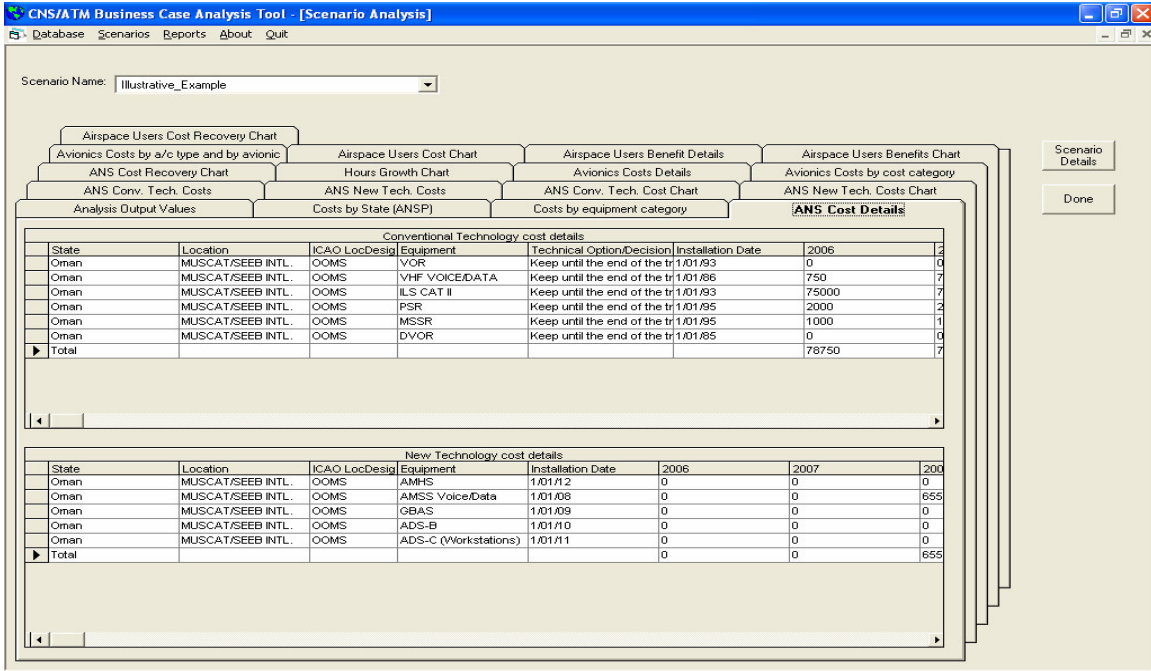 CNS/ATM Business Case Analysis Tool - [Scenario Analysis]
Database Scenarios Reports About Quit
Scenario Name: Illustrative_Example
Airspace Users Cost Recovery Chart
Avionics Costs by a/c type and by avionic Airspace Users Cost Chart Airspace Users Benefit Details Airspace Users Benefits Chart
Scenario Details
ANS Cost Recovery Chart Hours Growth Chart Avionics Costs Details Avionics Costs by cost category
ANS Conv. Tech. Costs ANS New Tech. Costs ANS Conv. Tech. Cost Chart ANS New Tech. Costs Chart
Done
Analysis Output Values Costs by State (ANSP) Costs by equipment category ANS Cost Details
Conventional Technology cost details
State Location ICAO LocDesig Equipment Technical Option/Decision Installation Date 2006 2
Oman MUSCAT/SEEB INTL. OOMS VOR Keep until the end of the tr 1/01/93 0 0
Oman MUSCAT/SEEB INTL. OOMS VHF VOICE/DATA Keep until the end of the tr 1/01/86 750 7
Oman MUSCAT/SEEB INTL. OOMS ILS CAT II Keep until the end of the tr 1/01/93 75000 7
Oman MUSCAT/SEEB INTL. OOMS PSR Keep until the end of the tr 1/01/95 2000 2
Oman MUSCAT/SEEB INTL. OOMS MSSR Keep until the end of the tr 1/01/95 1000 1
Oman MUSCAT/SEEB INTL. OOMS DVOR Keep until the end of the tr 1/01/85 0 0
Total 78750 7
New Technology cost details
State Location ICAO LocDesig Equipment Installation Date 2006 2007 200
Oman MUSCAT/SEEB INTL. OOMS AMHS 1/01/12 0 0 0
Oman MUSCAT/SEEB INTL. OOMS AMSS Voice/Data 1/01/08 0 0 655
Oman MUSCAT/SEEB INTL. OOMS GBAS 1/01/09 0 0 0
Oman MUSCAT/SEEB INTL. OOMS ADS-B 1/01/10 0 0 0
Oman MUSCAT/SEEB INTL. OOMS ADS-C (Workstations) 1/01/11 0 0 0
Total 0 0 655